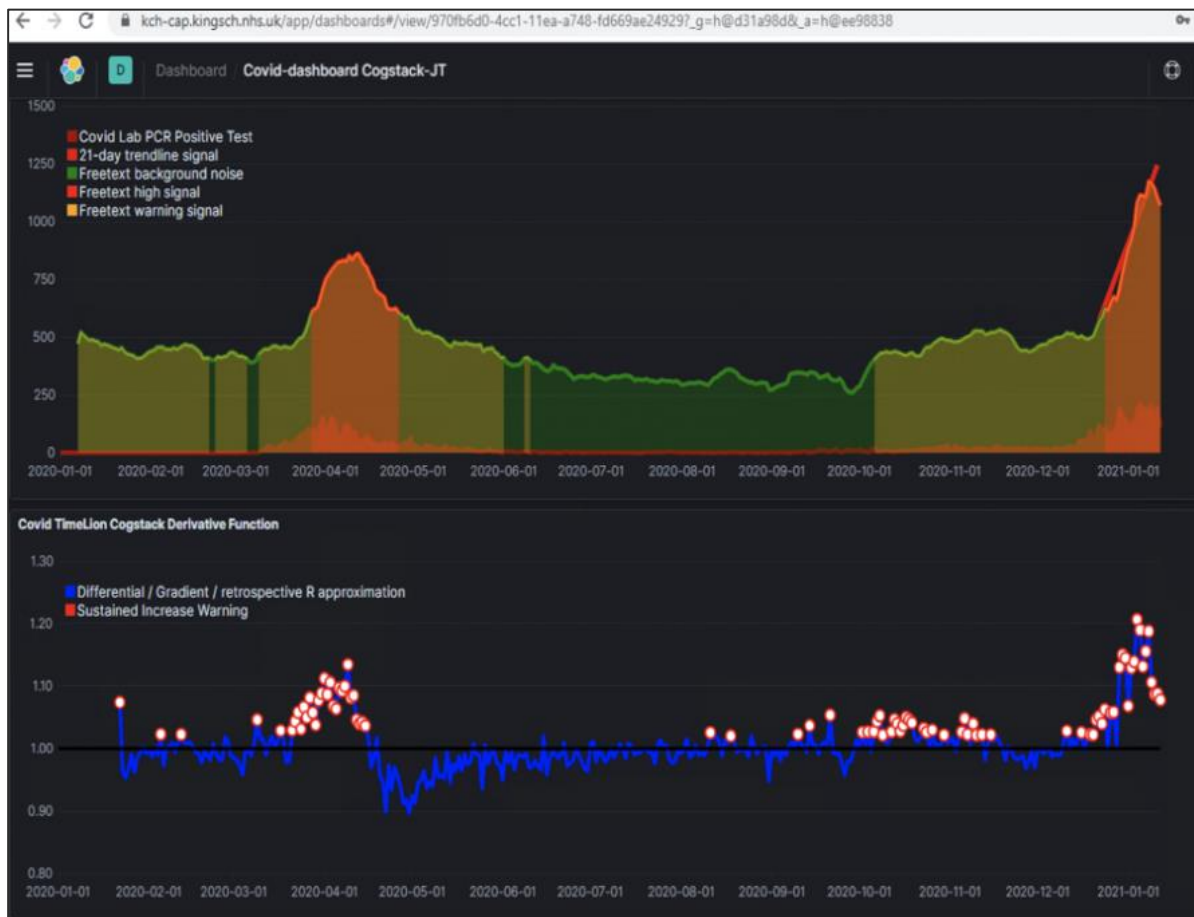 kch-cap.kingsch.nhs.uk/app/dashboards#/view/970fb6d0-4cc1-11ea-a748-fd669ae24929?_g=h@d31a98d&_a=h@ee98838
D Dashboard Covid-dashboard Cogstack-JT
1500
Covid Lab PCR Positive Test
21-day trendline signal
1250
Freetext background noise
Freetext high signal
Freetext warning signal
1000
750
500
250
0
2020-01-01 2020-02-01 2020-03-01 2020-04-01 2020-05-01 2020-06-01 2020-07-01 2020-08-01 2020-09-01 2020-10-01 2020-11-01 2020-12-01 2021-01-01
Covid TimeLion Cogstack Derivative Function
1.30
Differential / Gradient / retrospective R approximation
Sustained Increase Warning
1.20
1.10
1.00
0.90
0.80
2020-01-01 2020-02-01 2020-03-01 2020-04-01 2020-05-01 2020-06-01 2020-07-01 2020-08-01 2020-09-01 2020-10-01 2020-11-01 2020-12-01 2021-01-01